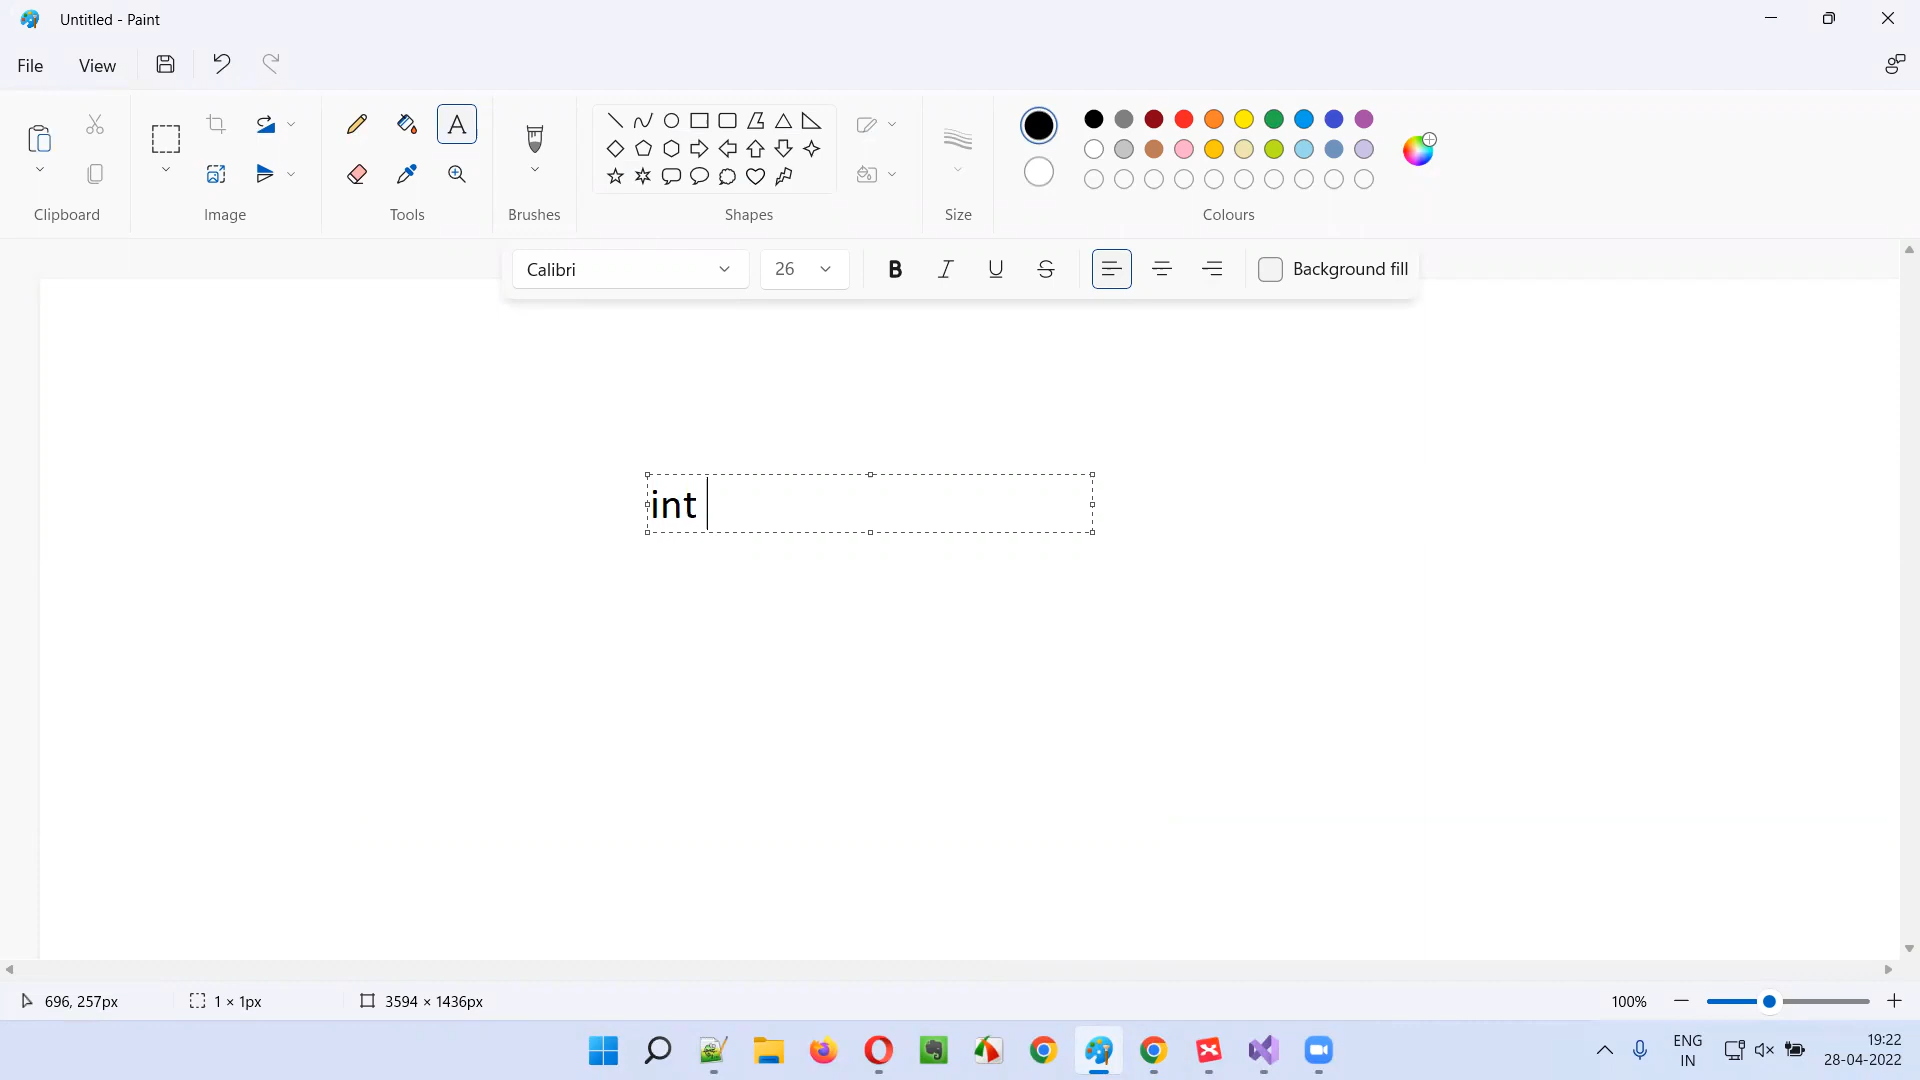 Untitled - Paint
File View
Clipboard
Image
Tools
Brushes
Shapes
Size
Colours
Calibri
26
B I U S
Background fill
int
696, 257px
1 × 1px
3594 × 1436px
100%
ENG
IN
19:22
28-04-2022